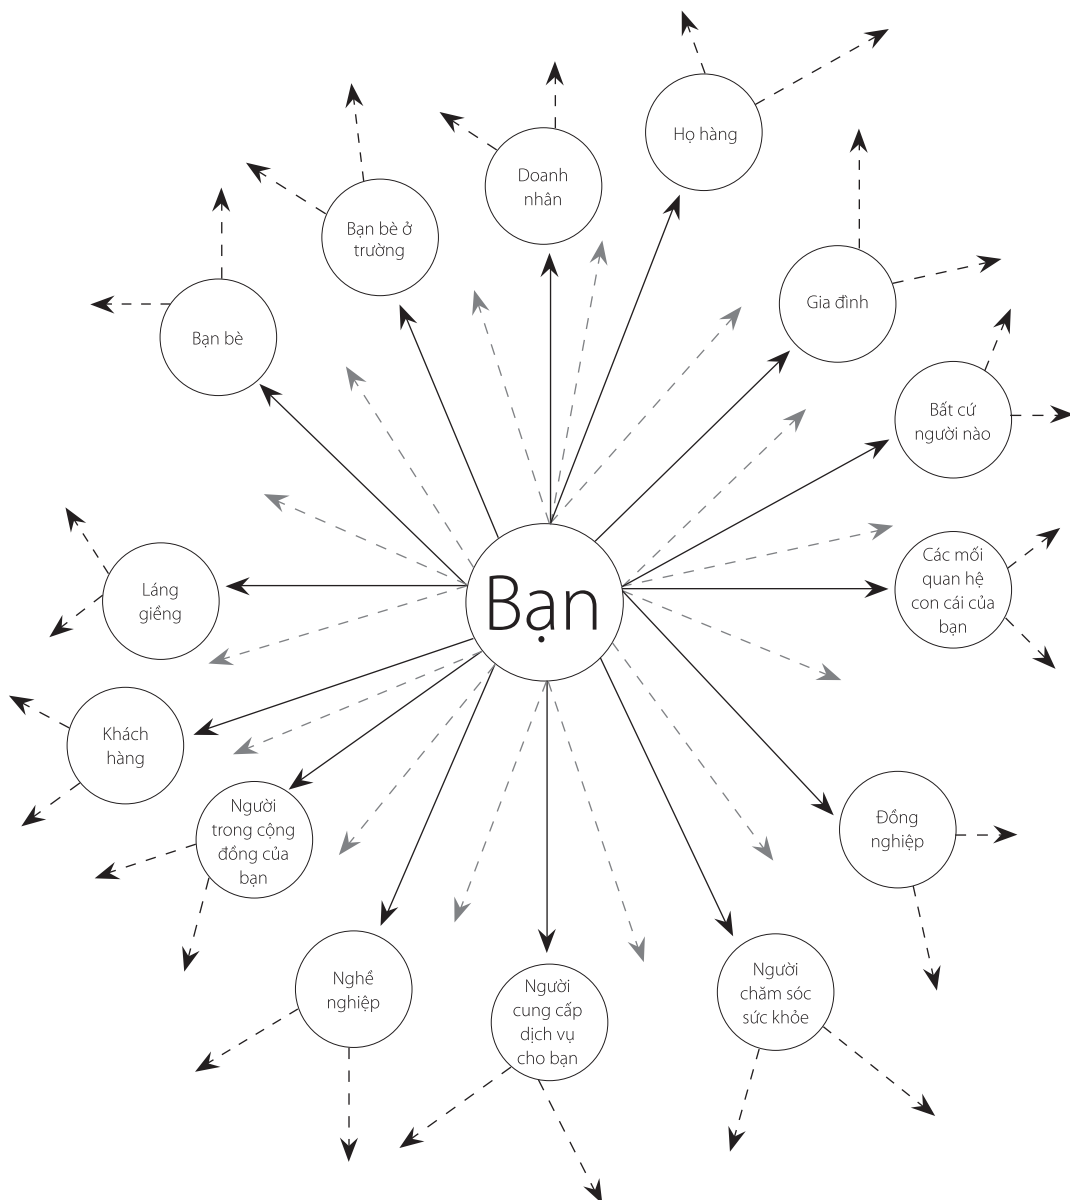 Họ hàng
Doanh
nhân
Bạn bè ở
trường
Gia đình
Bạn bè
Bất cứ
người nào
Các mối
quan hệ
con cái của
bạn
Láng
giềng
Bạn
Khách
hàng
Người
trong cộng
đồng của
bạn
Đồng
nghiệp
Nghề
nghiệp
Người
cung cấp
dịch vụ
cho bạn
Người
chăm sóc
sức khỏe